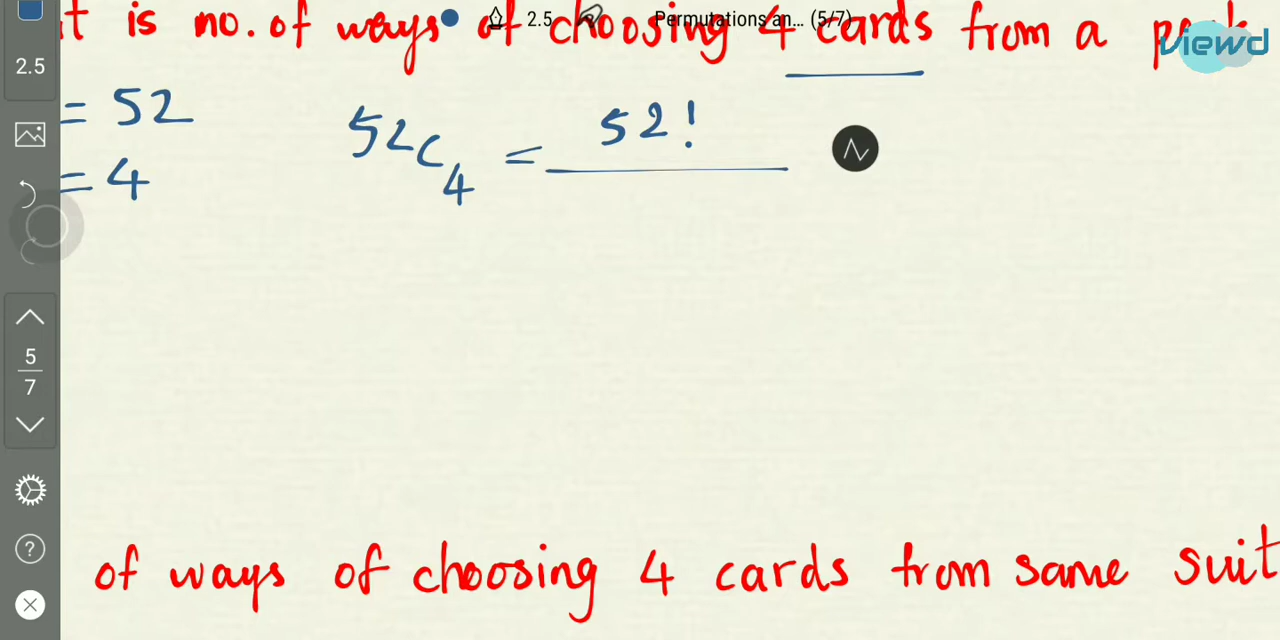 2.5 Permutations an... (5/7)
t is no. of ways of choosing 4 cards from a pack
viewd
2.5
= 52
52C4 = 52!
= 4
5
7
?
of ways of choosing 4 cards from same suit